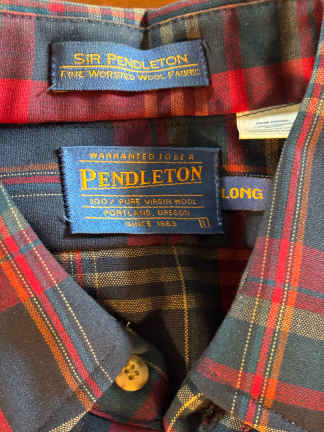 SIR PENDLETON
FINE WORSTED WOOL FABRIC
WARRANTED TO BE A
PENDLETON
100% PURE VIRGIN WOOL
PORTLAND, OREGON
SINCE 1863
LONG